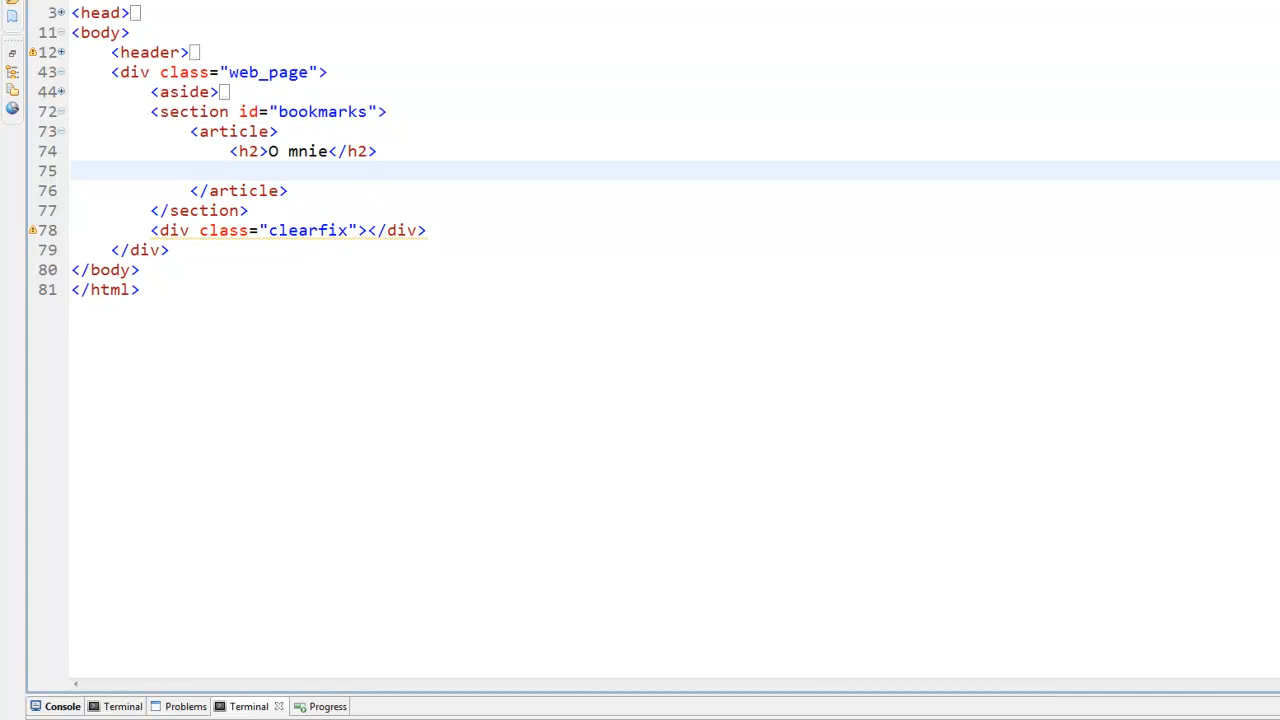 3 <head>
11 <body>
12 <header>
43 <div class="web_page">
44 <aside>
72 <section id="bookmarks">
73 <article>
74 <h2>O mnie</h2>
75
76 </article>
77 </section>
78 <div class="clearfix"></div>
79 </div>
80 </body>
81 </html>
Console Terminal Problems Terminal Progress